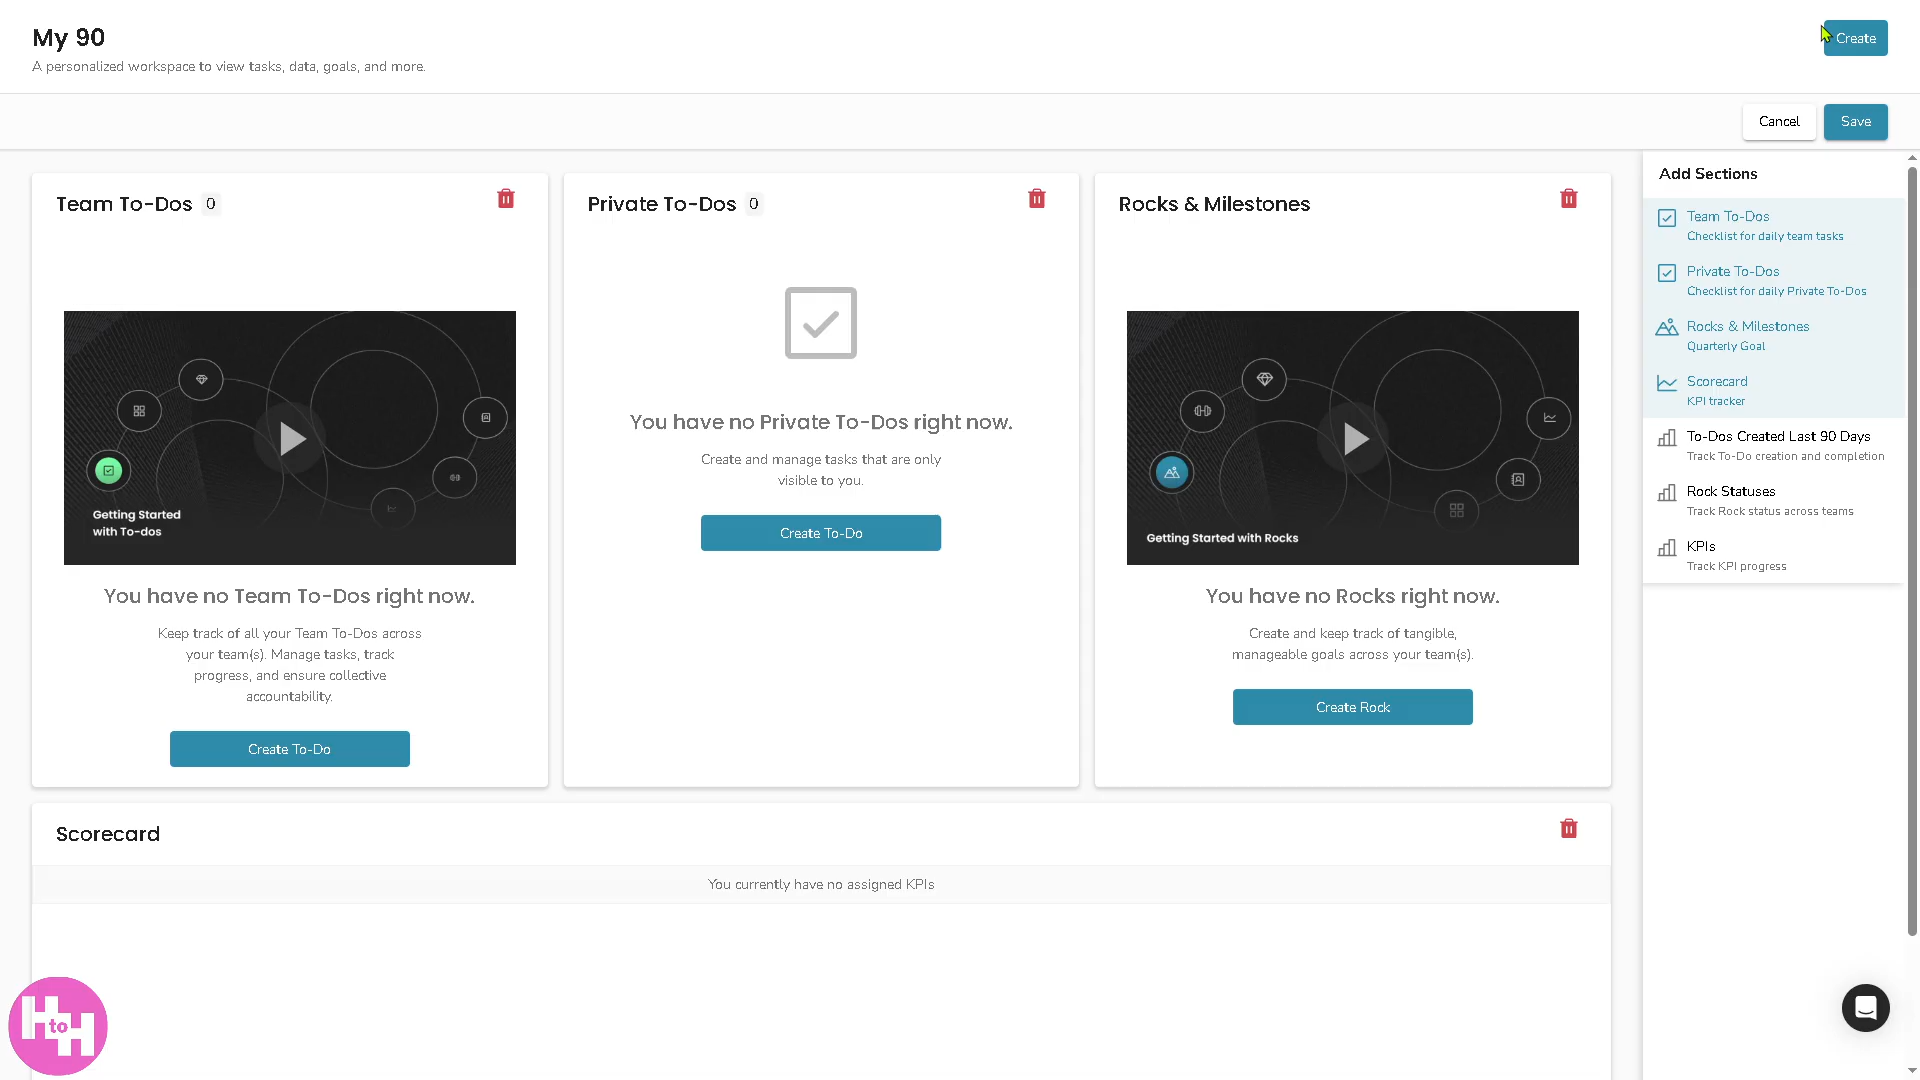 My 90
A personalized workspace to view tasks, data, goals, and more.
Create
Cancel
Save
Team To-Dos 0
Getting Started
with To-dos
You have no Team To-Dos right now.
Keep track of all your Team To-Dos across
your team(s). Manage tasks, track
progress, and ensure collective
accountability.
Create To-Do
Private To-Dos 0
You have no Private To-Dos right now.
Create and manage tasks that are only
visible to you.
Create To-Do
Rocks & Milestones
Getting Started with Rocks
You have no Rocks right now.
Create and keep track of tangible,
manageable goals across your team(s).
Create Rock
Scorecard
You currently have no assigned KPIs
Add Sections
Team To-Dos
Checklist for daily team tasks
Private To-Dos
Checklist for daily Private To-Dos
Rocks & Milestones
Quarterly Goal
Scorecard
KPI tracker
To-Dos Created Last 90 Days
Track To-Do creation and completion
Rock Statuses
Track Rock status across teams
KPIs
Track KPI progress
H to H